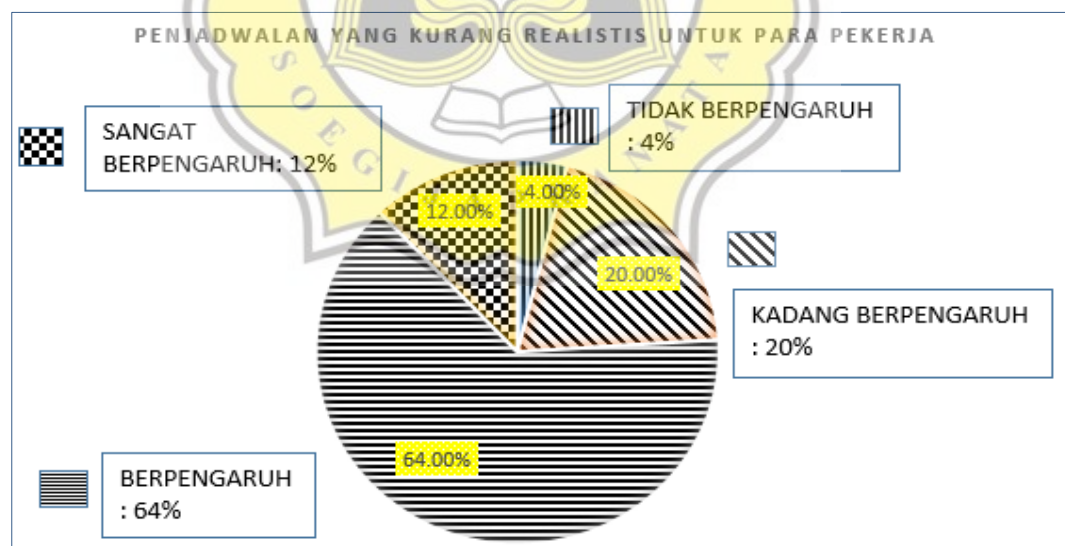 PENJADWALAN YANG KURANG REALISTIS UNTUK PARA PEKERJA
SANGAT
BERPENGARUH: 12%
TIDAK BERPENGARUH
: 4%
12.00%
4.00%
20.00%
KADANG BERPENGARUH
: 20%
64.00%
BERPENGARUH
: 64%